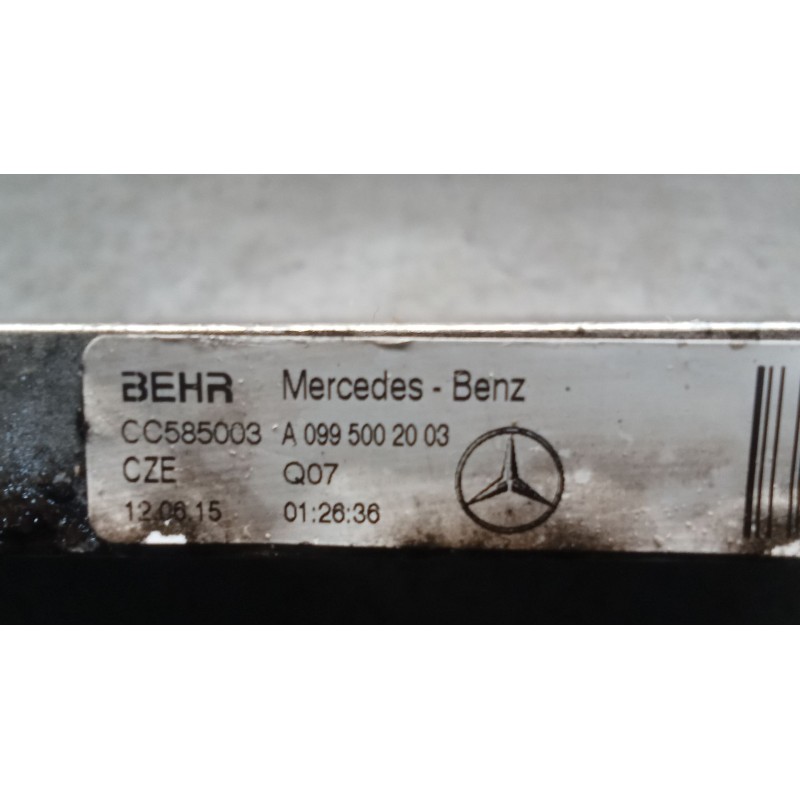 BEHR Mercedes - Benz
CC585003 A 099 500 20 03
CZE Q07
12.06.15 01:26:36